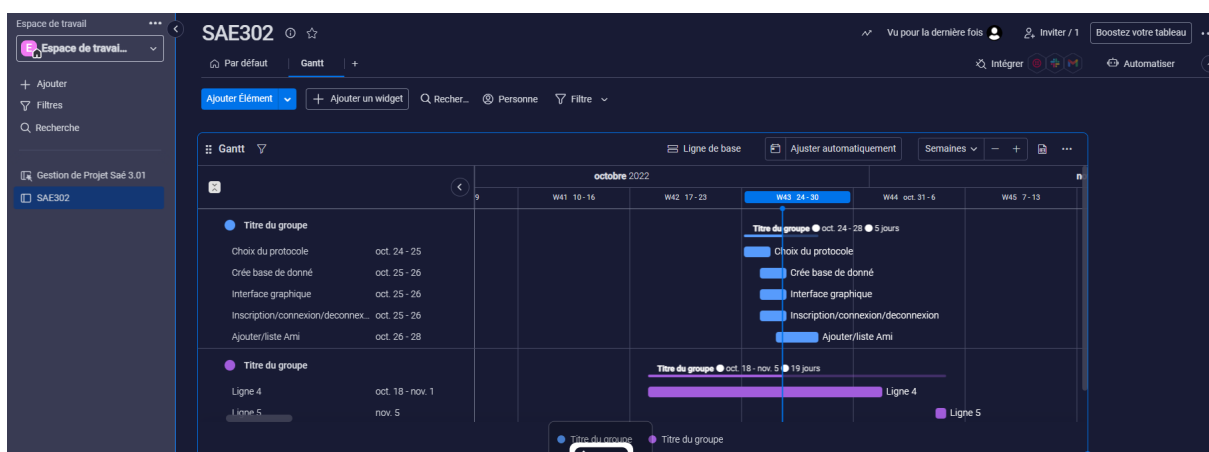 Espace de travail
E Espace de travai...
Ajouter
Filtres
Recherche
Gestion de Projet Saé 3.01
SAE302
SAE302
Vu pour la dernière fois
Inviter / 1
Boostez votre tableau
Par défaut
Gantt
+
Intégrer
Automatiser
Ajouter Élément
Ajouter un widget
Recher...
Personne
Filtre
Gantt
Ligne de base
Ajuster automatiquement
Semaines
octobre 2022
9
W41 10-16
W42 17-23
W43 24-30
W44 oct. 31-6
W45 7-13
Titre du groupe
Titre du groupe oct. 24 - 28 5 jours
Choix du protocole oct. 24 - 25
Choix du protocole
Crée base de donné oct. 25 - 26
Crée base de donné
Interface graphique oct. 25 - 26
Interface graphique
Inscription/connexion/deconnex... oct. 25 - 26
Inscription/connexion/deconnexion
Ajouter/liste Ami oct. 26 - 28
Ajouter/liste Ami
Titre du groupe
Titre du groupe oct. 18 - nov. 5 19 jours
Ligne 4 oct. 18 - nov. 1
Ligne 4
Ligne 5 nov. 5
Ligne 5
Titre du groupe
Titre du groupe